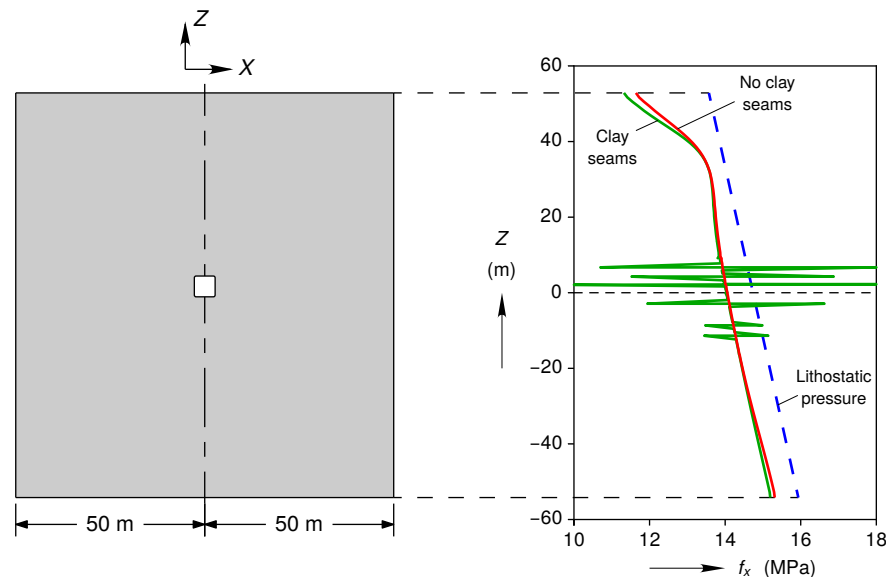 Z
X
50 m
50 m
60
40
20
0
−20
−40
−60
Z
(m)
No clay
seams
Clay
seams
Lithostatic
pressure
10
12
14
16
18
fx (MPa)